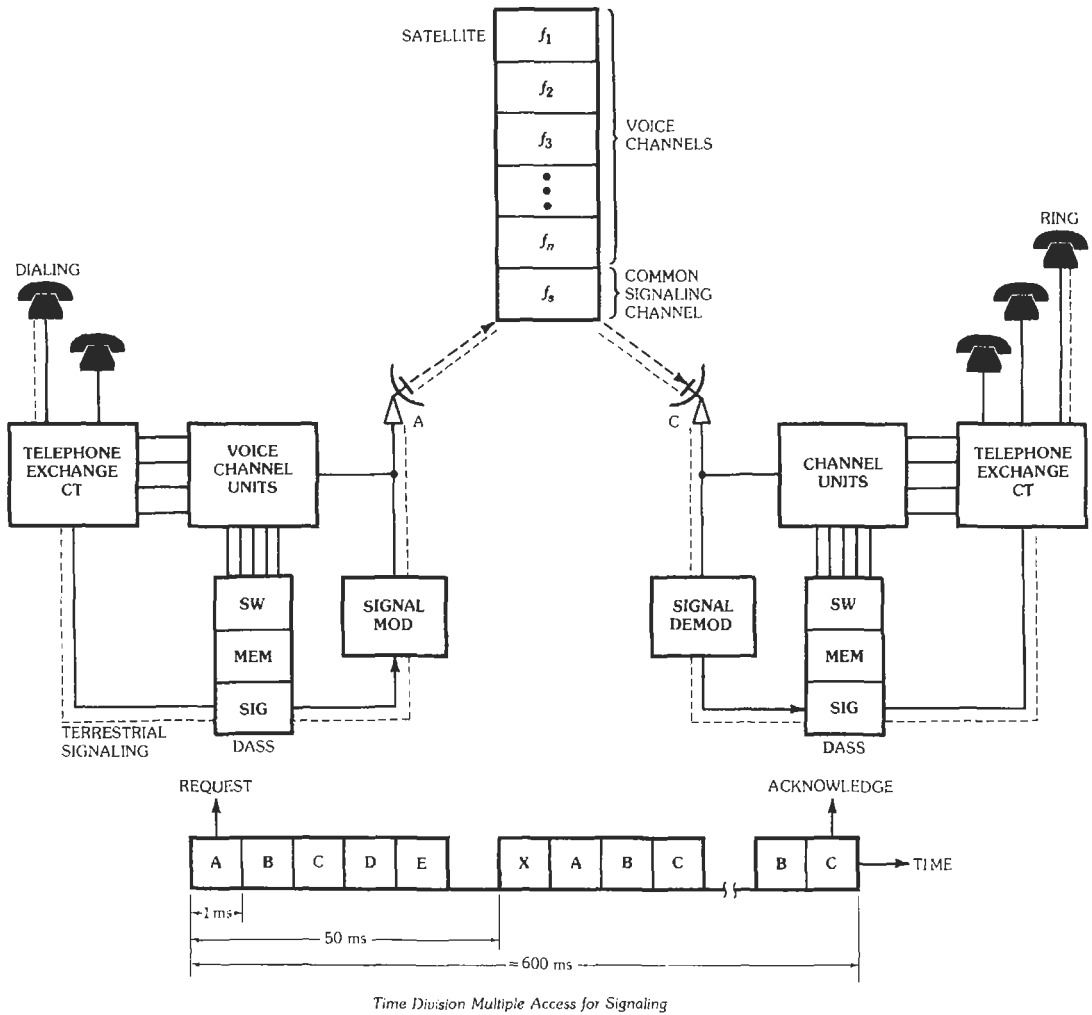 SATELLITE
f1
f2
f3
fn
fs
VOICE
CHANNELS
COMMON
SIGNALING
CHANNEL
DIALING
RING
A
C
TELEPHONE
EXCHANGE
CT
VOICE
CHANNEL
UNITS
CHANNEL
UNITS
TELEPHONE
EXCHANGE
CT
SW
MEM
SIG
DASS
SIGNAL
MOD
SIGNAL
DEMOD
SW
MEM
SIG
DASS
TERRESTRIAL
SIGNALING
REQUEST
ACKNOWLEDGE
A B C D E X A B C B C
TIME
1 ms
50 ms
≈600 ms
Time Division Multiple Access for Signaling